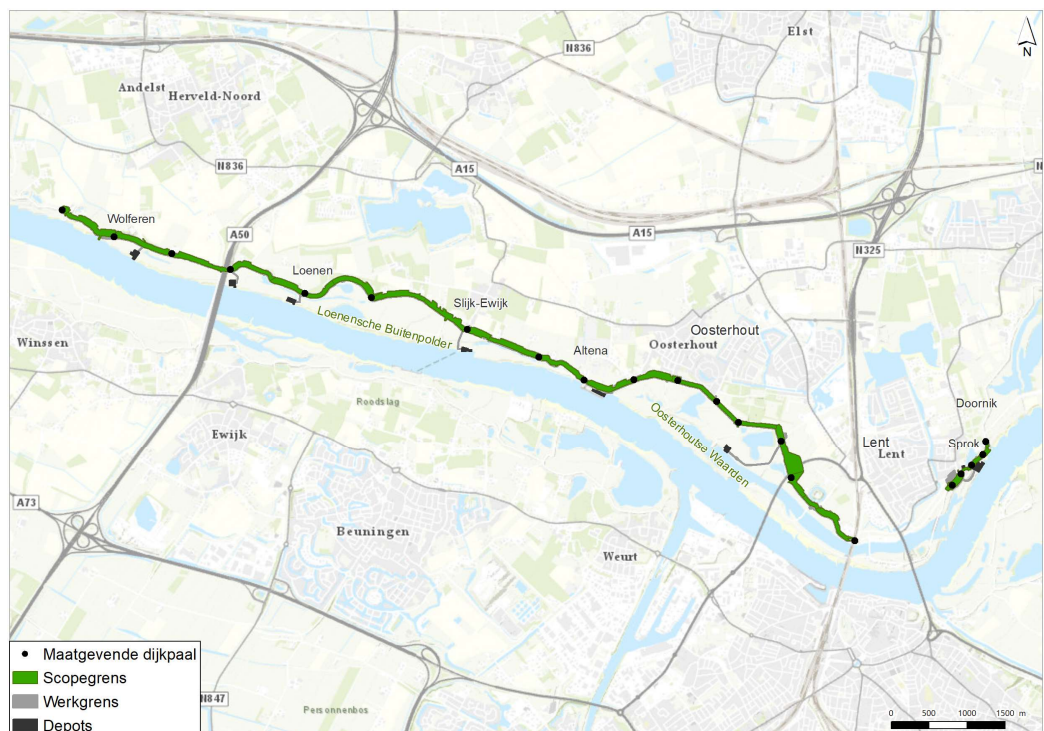 Elst
N836
N
Andelst
Herveld-Noord
N836
A15
N
Wolferen
A50
A15
N325
Loenen
Slijk-Ewijk
Loenensche Buitenpolder
Oosterhout
Oosterhout
Winssen
Altena
Roodslag
Oosterhoutse Waarden
Doornik
Ewijk
Lent
Lent
Sprok
A73
Beuningen
Weurt
Maatgevende dijkpaal
Scopegrens
Werkgrens
Depots
N847
Personnenbos
0 500 1000 1500 m